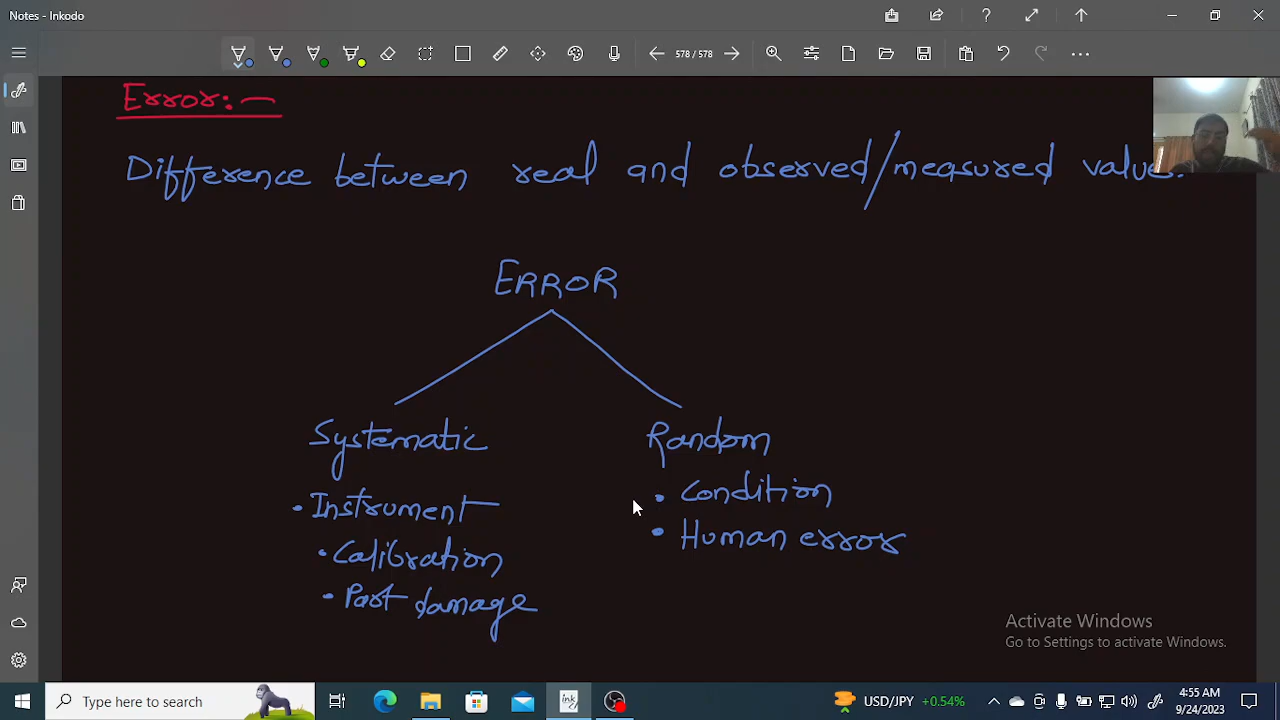 Notes - Inkodo
578 / 578
Error:-
Difference between real and observed/measured value.
ERROR
Systematic
Random
• Instrument
• Condition
• Calibration
• Human error
• Part damage
Activate Windows
Go to Settings to activate Windows.
Type here to search
ink
USD/JPY +0.54%
4:55 AM
9/24/2023